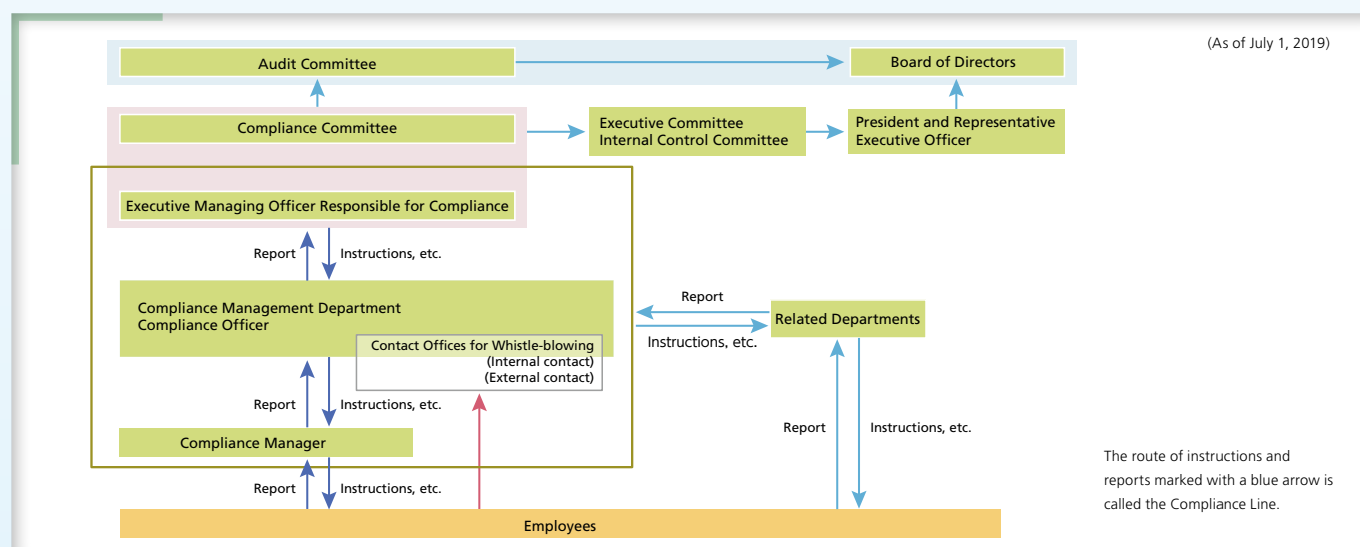 (As of July 1, 2019)
Audit Committee
Board of Directors
Compliance Committee
Executive Committee
Internal Control Committee
President and Representative
Executive Officer
Executive Managing Officer Responsible for Compliance
Report
Instructions, etc.
Compliance Management Department
Compliance Officer
Contact Offices for Whistle-blowing
(Internal contact)
(External contact)
Report
Instructions, etc.
Related Departments
Report
Instructions, etc.
Compliance Manager
Report
Instructions, etc.
Report
Instructions, etc.
Employees
The route of instructions and
reports marked with a blue arrow is
called the Compliance Line.